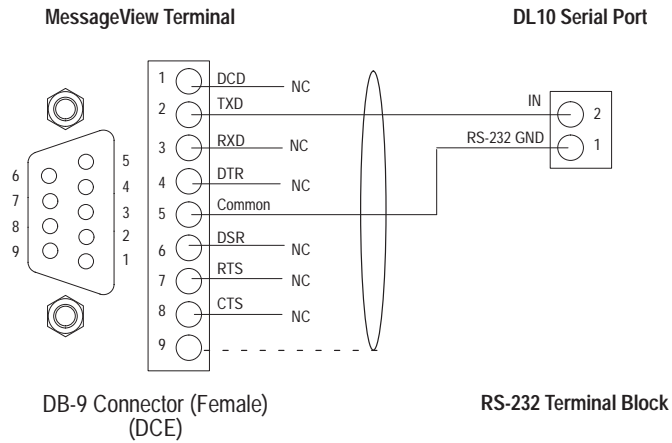 MessageView Terminal
DL10 Serial Port
1 DCD NC
2 TXD IN 2
3 RXD NC
RS-232 GND 1
4 DTR NC
5 Common
6 DSR NC
7 RTS NC
8 CTS NC
9
5
6
4
7
3
8
2
9
1
DB-9 Connector (Female)
(DCE)
RS-232 Terminal Block